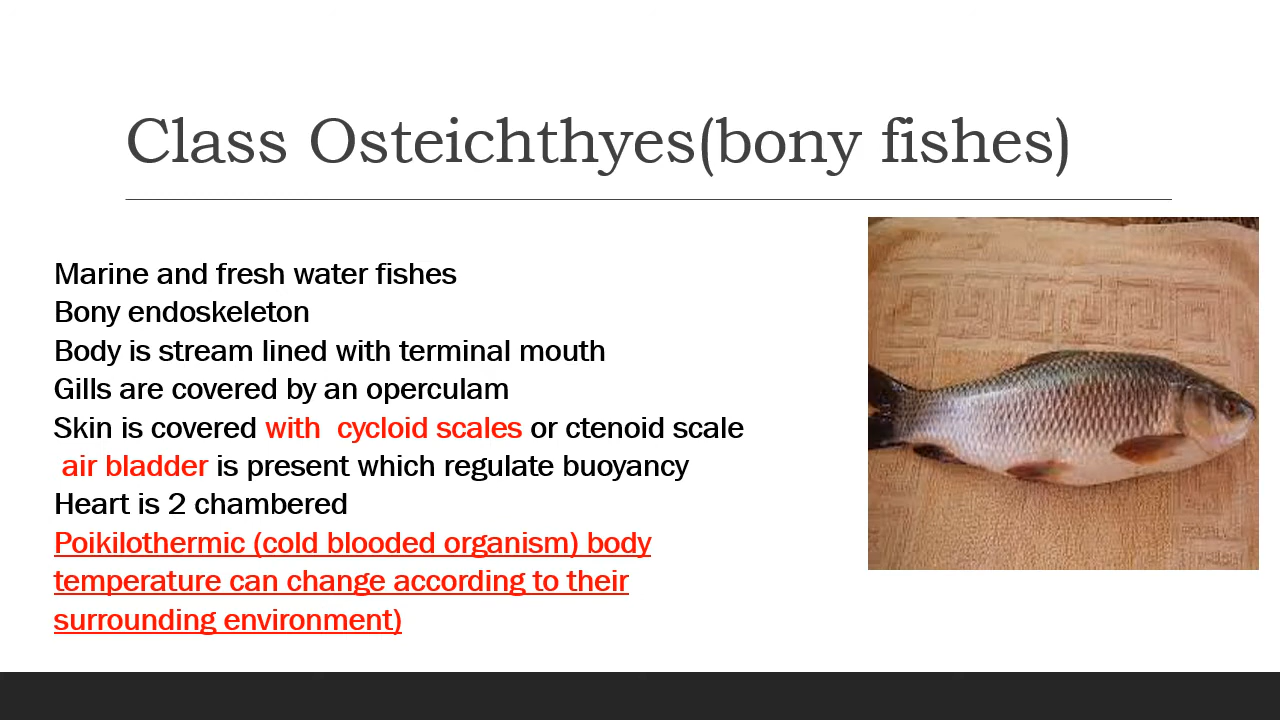 Class Osteichthyes(bony fishes)
Marine and fresh water fishes
Bony endoskeleton
Body is stream lined with terminal mouth
Gills are covered by an operculam
Skin is covered with  cycloid scales or ctenoid scale
air bladder is present which regulate buoyancy
Heart is 2 chambered
Poikilothermic (cold blooded organism) body
temperature can change according to their
surrounding environment)